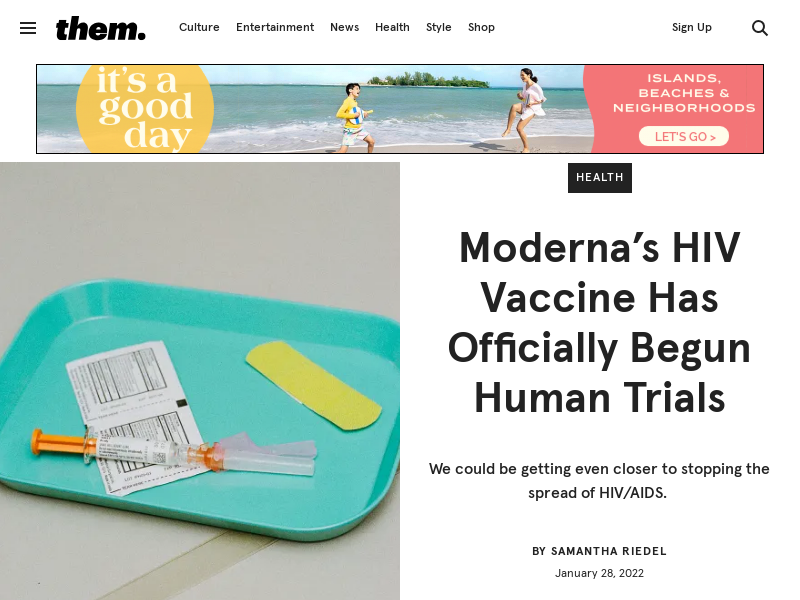 them.
Culture
Entertainment
News
Health
Style
Shop
Sign Up
it's a
good
day
ISLANDS,
BEACHES &
NEIGHBORHOODS
LET'S GO >
HEALTH
Moderna’s HIV
Vaccine Has
Officially Begun
Human Trials
We could be getting even closer to stopping the
spread of HIV/AIDS.
BY SAMANTHA RIEDEL
January 28, 2022